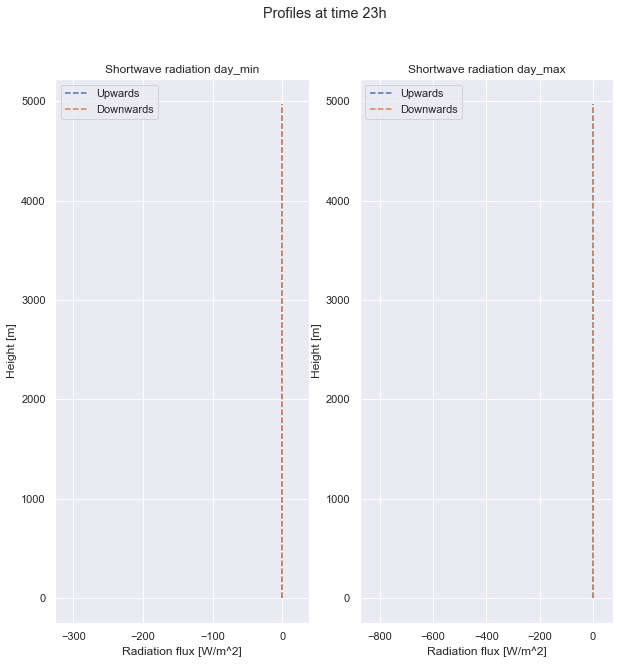 Profiles at time 23h
Shortwave radiation day_min
Upwards
Downwards
5000
4000
3000
2000
1000
0
Height [m]
−300
−200
−100
0
Radiation flux [W/m^2]
Shortwave radiation day_max
Upwards
Downwards
5000
4000
3000
2000
1000
0
Height [m]
−800
−600
−400
−200
0
Radiation flux [W/m^2]